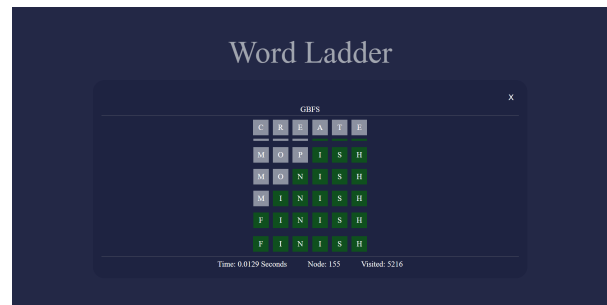 Word Ladder
X
GBFS
C R E A T E
M O P I S H
M O N I S H
M I N I S H
F I N I S H
F I N I S H
Time: 0.0129 Seconds Node: 155 Visited: 5216